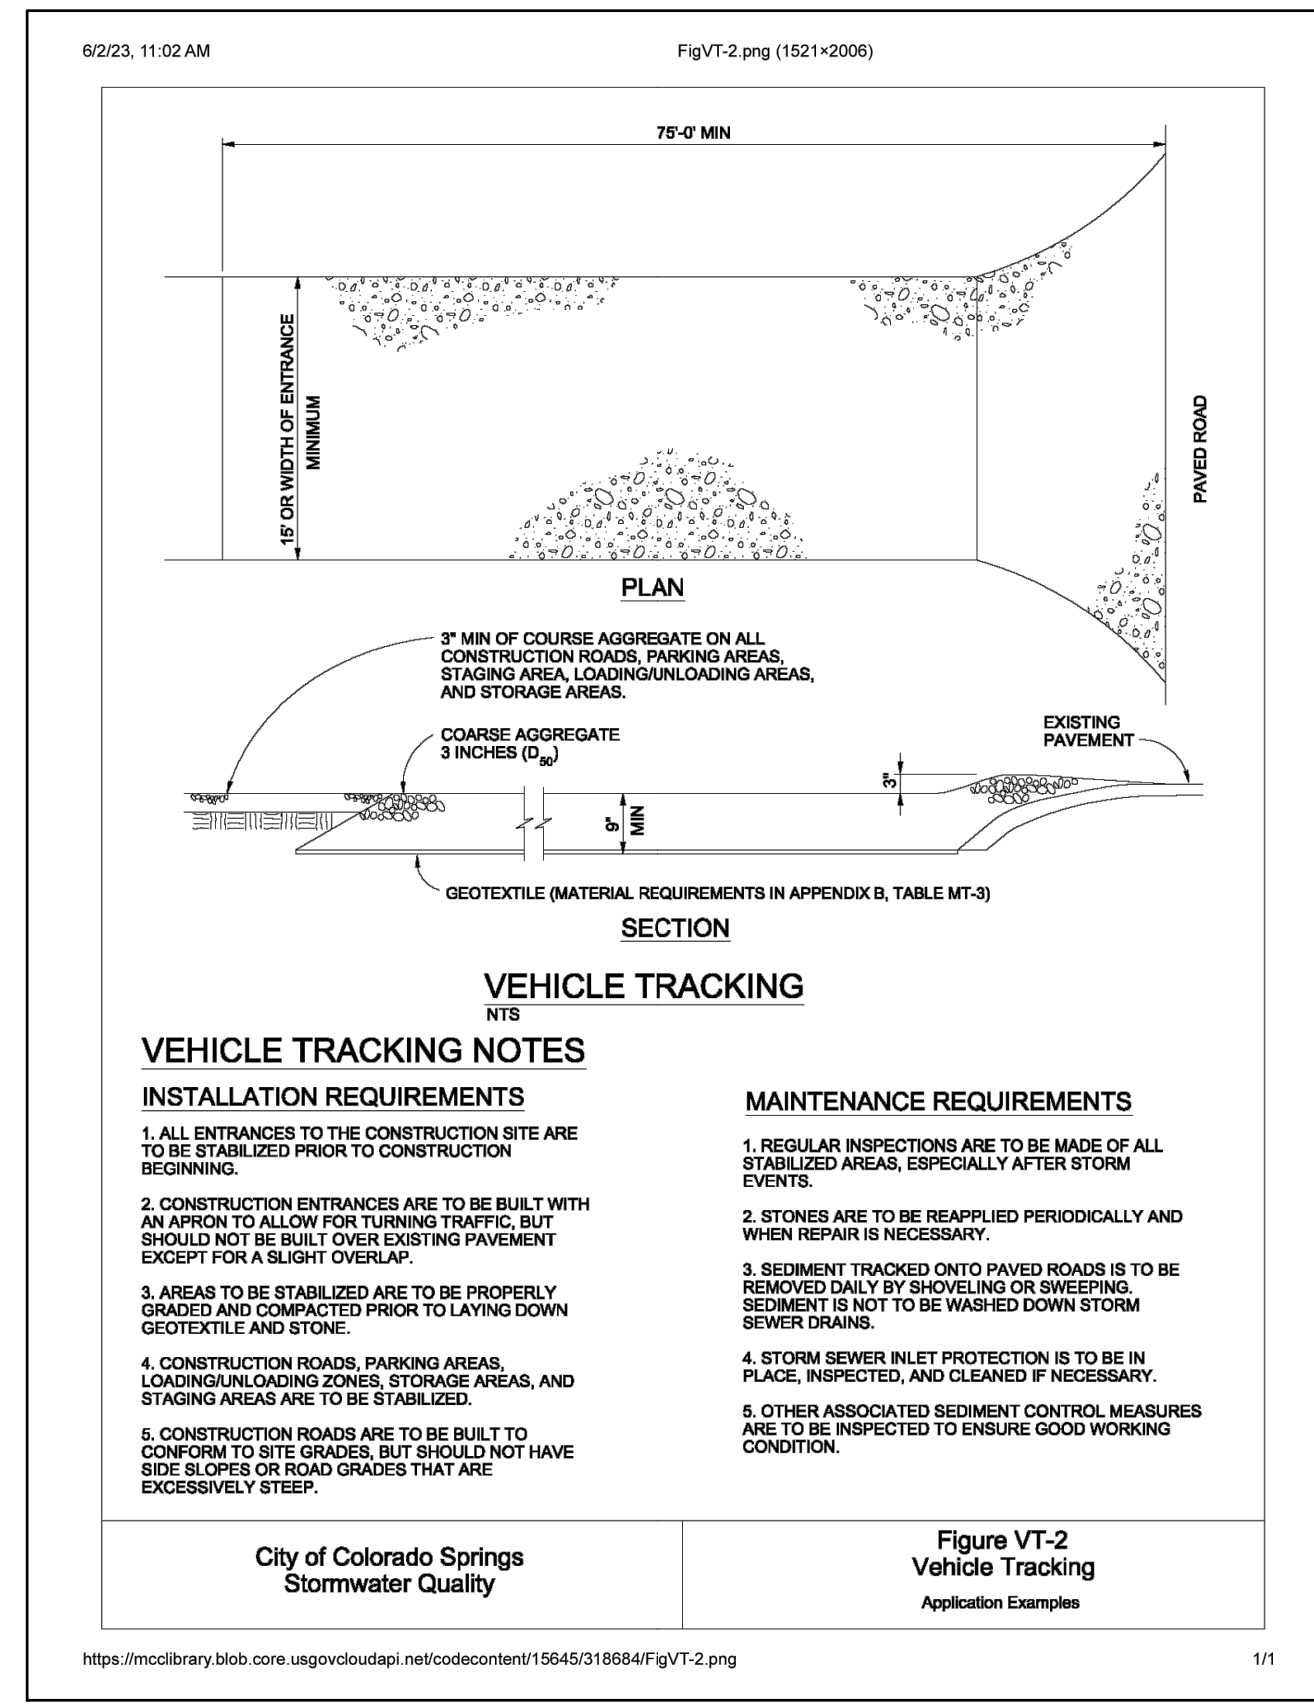 6/2/23, 11:02 AM
FigVT-2.png (1521×2006)
75'-0' MIN
15' OR WIDTH OF ENTRANCE
MINIMUM
PAVED ROAD
PLAN
3" MIN OF COURSE AGGREGATE ON ALL
CONSTRUCTION ROADS, PARKING AREAS,
STAGING AREA, LOADING/UNLOADING AREAS,
AND STORAGE AREAS.
COARSE AGGREGATE
3 INCHES (D50)
EXISTING
PAVEMENT
3"
9"
MIN
GEOTEXTILE (MATERIAL REQUIREMENTS IN APPENDIX B, TABLE MT-3)
SECTION
VEHICLE TRACKING
NTS
VEHICLE TRACKING NOTES
INSTALLATION REQUIREMENTS
1. ALL ENTRANCES TO THE CONSTRUCTION SITE ARE
TO BE STABILIZED PRIOR TO CONSTRUCTION
BEGINNING.
2. CONSTRUCTION ENTRANCES ARE TO BE BUILT WITH
AN APRON TO ALLOW FOR TURNING TRAFFIC, BUT
SHOULD NOT BE BUILT OVER EXISTING PAVEMENT
EXCEPT FOR A SLIGHT OVERLAP.
3. AREAS TO BE STABILIZED ARE TO BE PROPERLY
GRADED AND COMPACTED PRIOR TO LAYING DOWN
GEOTEXTILE AND STONE.
4. CONSTRUCTION ROADS, PARKING AREAS,
LOADING/UNLOADING ZONES, STORAGE AREAS, AND
STAGING AREAS ARE TO BE STABILIZED.
5. CONSTRUCTION ROADS ARE TO BE BUILT TO
CONFORM TO SITE GRADES, BUT SHOULD NOT HAVE
SIDE SLOPES OR ROAD GRADES THAT ARE
EXCESSIVELY STEEP.
MAINTENANCE REQUIREMENTS
1. REGULAR INSPECTIONS ARE TO BE MADE OF ALL
STABILIZED AREAS, ESPECIALLY AFTER STORM
EVENTS.
2. STONES ARE TO BE REAPPLIED PERIODICALLY AND
WHEN REPAIR IS NECESSARY.
3. SEDIMENT TRACKED ONTO PAVED ROADS IS TO BE
REMOVED DAILY BY SHOVELING OR SWEEPING.
SEDIMENT IS NOT TO BE WASHED DOWN STORM
SEWER DRAINS.
4. STORM SEWER INLET PROTECTION IS TO BE IN
PLACE, INSPECTED, AND CLEANED IF NECESSARY.
5. OTHER ASSOCIATED SEDIMENT CONTROL MEASURES
ARE TO BE INSPECTED TO ENSURE GOOD WORKING
CONDITION.
City of Colorado Springs
Stormwater Quality
Figure VT-2
Vehicle Tracking
Application Examples
https://mcclibrary.blob.core.usgovcloudapi.net/codecontent/15645/318684/FigVT-2.png
1/1